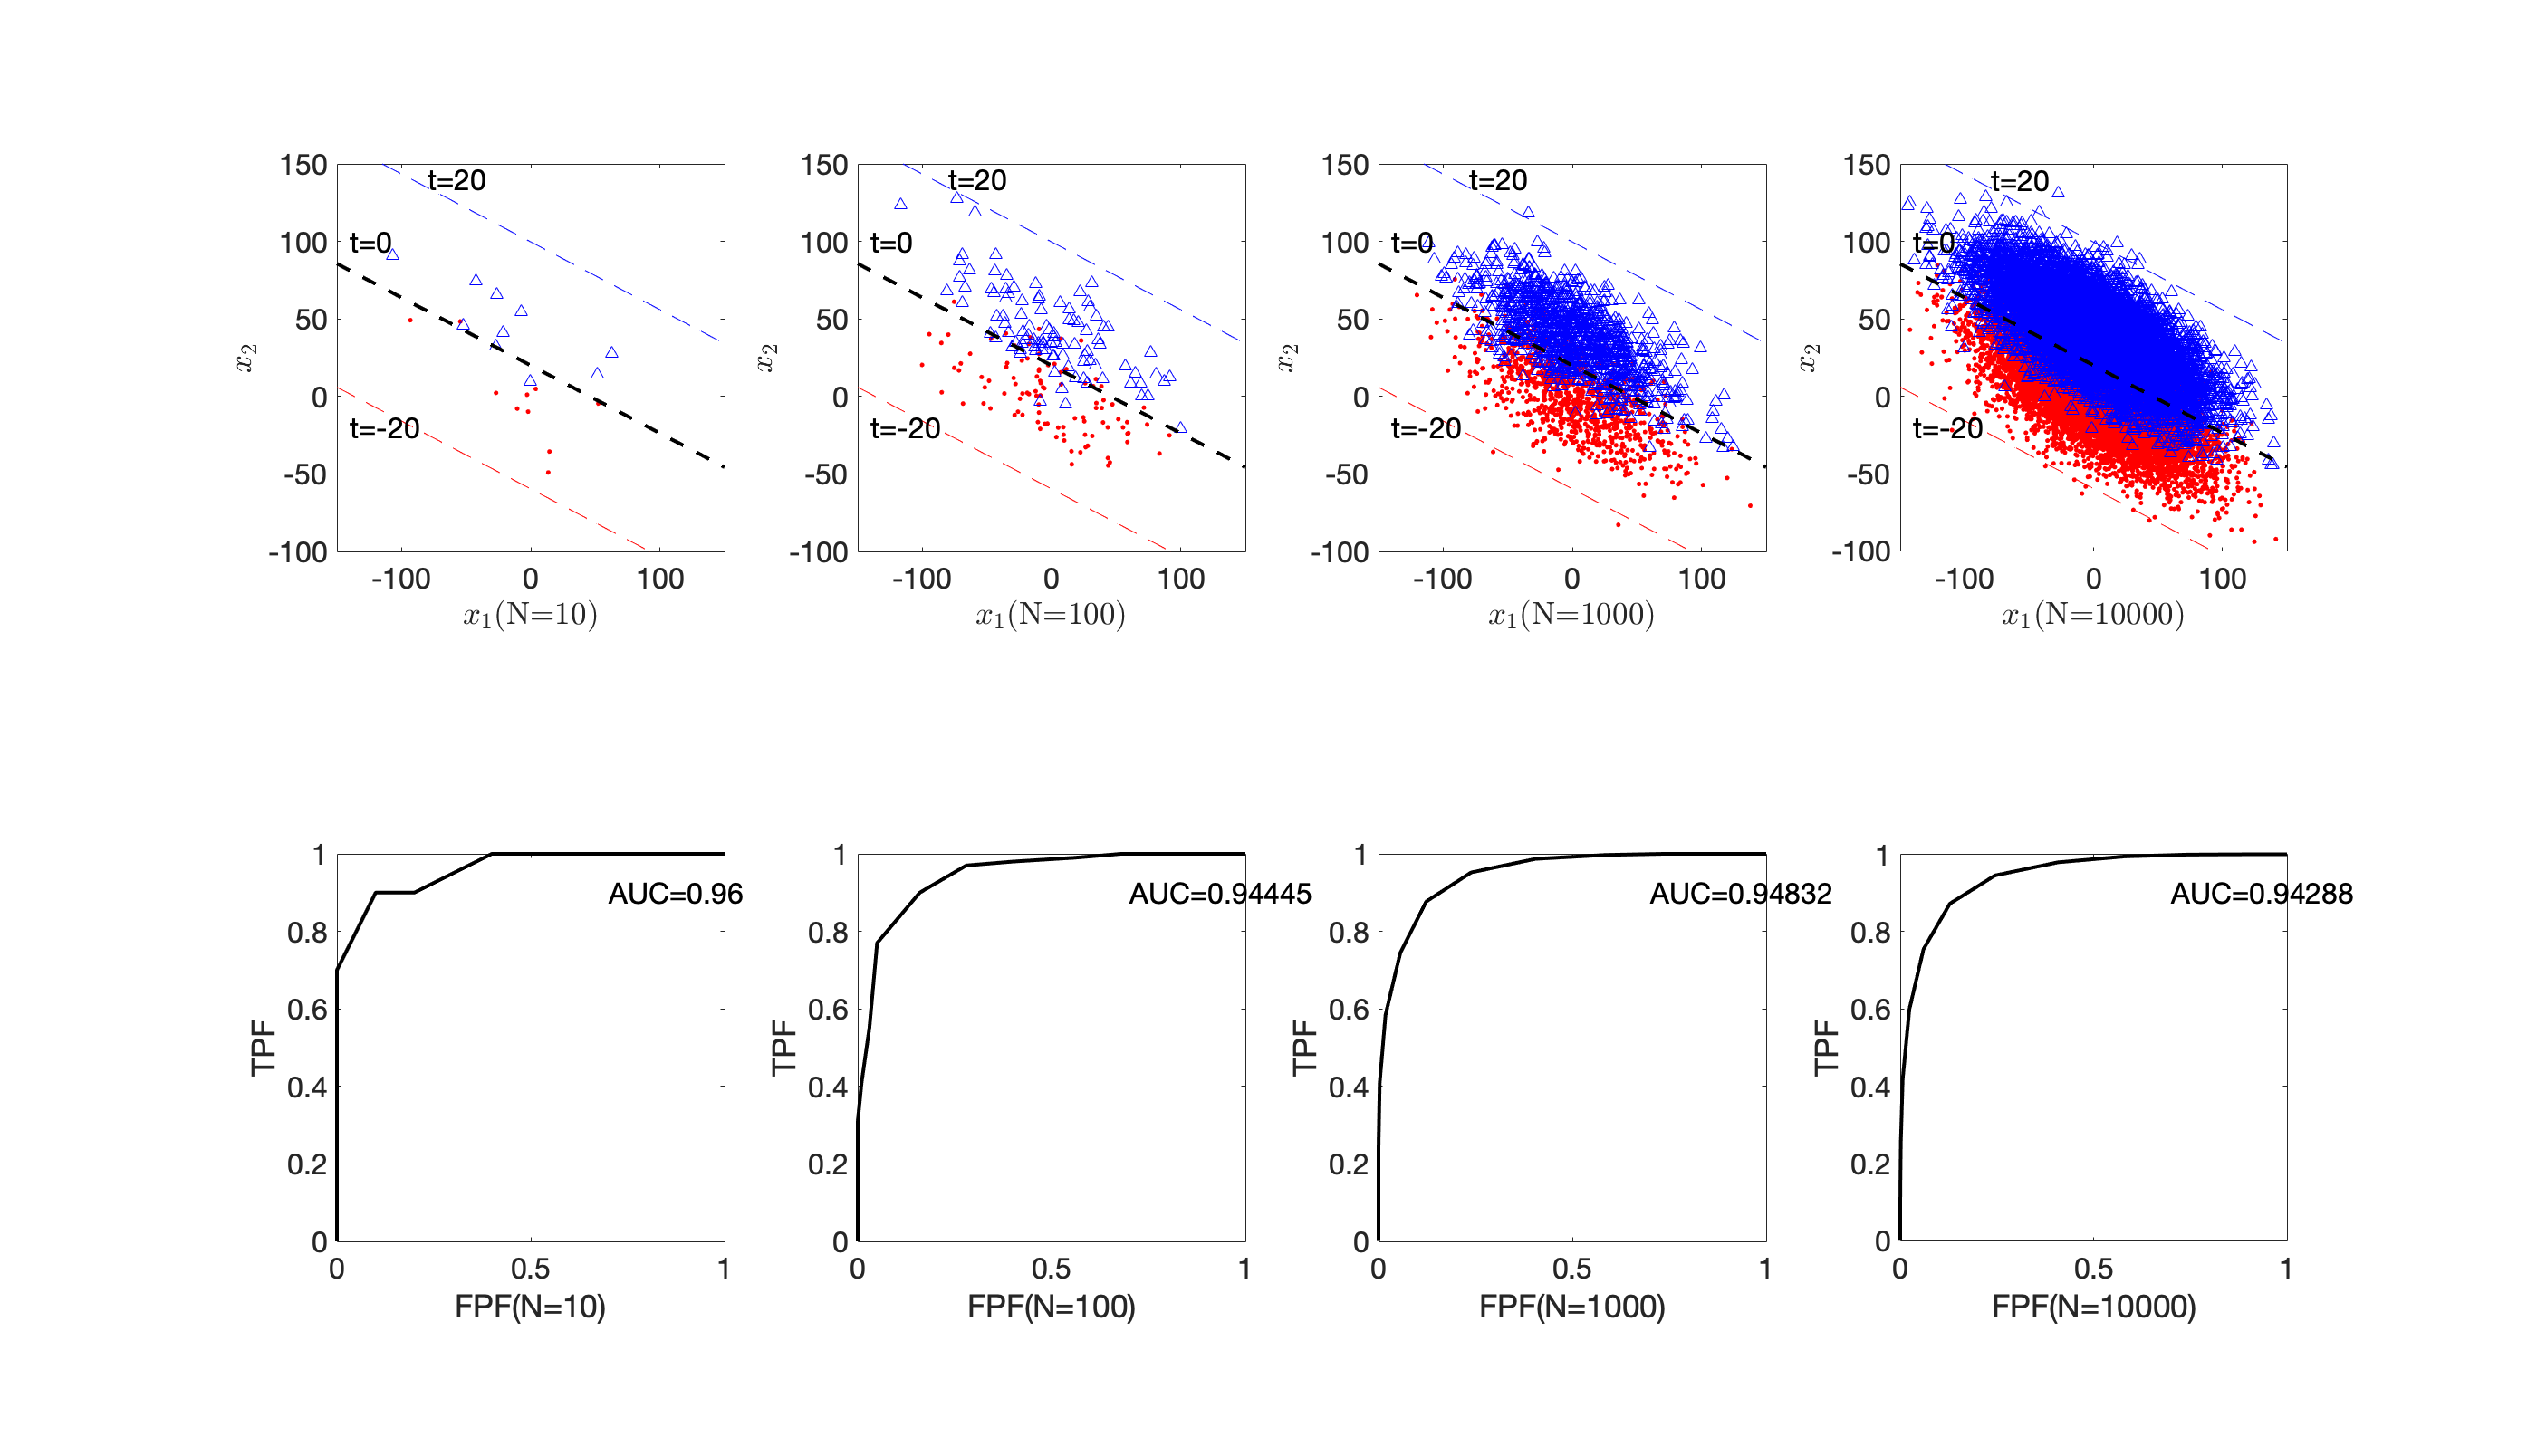 150
100
50
0
-50
-100
t=20
t=0
t=-20
x2
-100 0 100
x1(N=10)
150
100
50
0
-50
-100
t=20
t=0
t=-20
x2
-100 0 100
x1(N=100)
150
100
50
0
-50
-100
t=20
t=0
t=-20
x2
-100 0 100
x1(N=1000)
150
100
50
0
-50
-100
t=20
t=0
t=-20
x2
-100 0 100
x1(N=10000)
1
0.8
0.6
0.4
0.2
0
AUC=0.96
TPF
0 0.5 1
FPF(N=10)
1
0.8
0.6
0.4
0.2
0
AUC=0.94445
TPF
0 0.5 1
FPF(N=100)
1
0.8
0.6
0.4
0.2
0
AUC=0.94832
TPF
0 0.5 1
FPF(N=1000)
1
0.8
0.6
0.4
0.2
0
AUC=0.94288
TPF
0 0.5 1
FPF(N=10000)